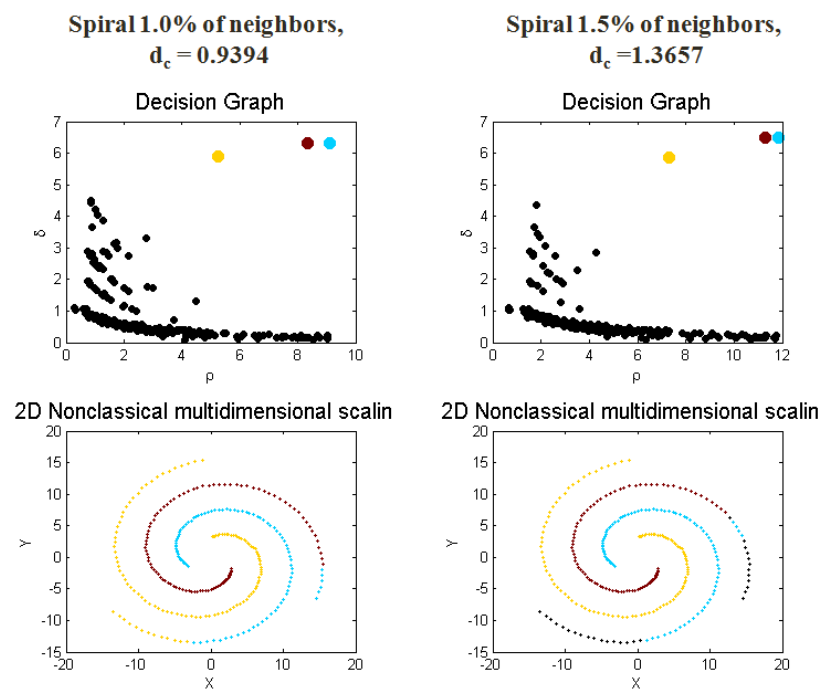 Spiral 1.0% of neighbors,
dc = 0.9394
Spiral 1.5% of neighbors,
dc =1.3657
Decision Graph
7
6
5
4
3
2
1
0
δ
0 2 4 6 8 10
ρ
Decision Graph
7
6
5
4
3
2
1
0
δ
2 4 6 8 10 12
ρ
2D Nonclassical multidimensional scalin
20
15
10
5
0
-5
-10
-15
Y
-20 -10 0 10 20
X
2D Nonclassical multidimensional scalin
20
15
10
5
0
-5
-10
-15
Y
-20 -10 0 10 20
X